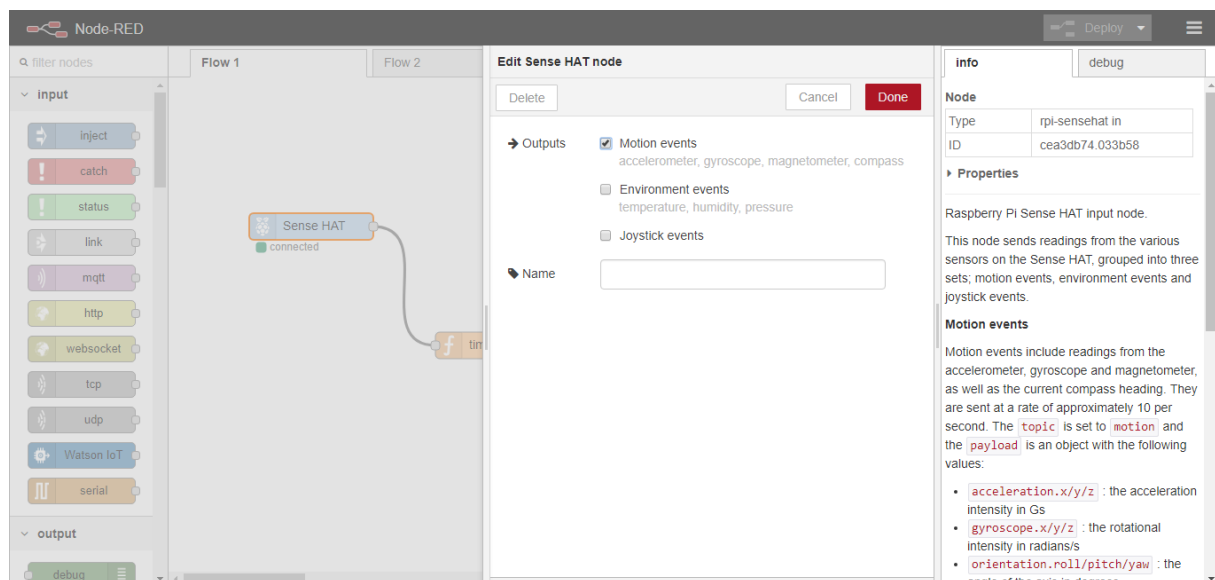 Node-RED
Deploy
filter nodes
input
inject
catch
status
link
mqtt
http
websocket
tcp
udp
Watson IoT
serial
output
debug
Flow 1
Flow 2
Sense HAT
connected
Edit Sense HAT node
Delete
Cancel
Done
Outputs
Motion events
accelerometer, gyroscope, magnetometer, compass
Environment events
temperature, humidity, pressure
Joystick events
Name
info
debug
Node
Type rpi-sensehat in
ID cea3db74.033b58
Properties
Raspberry Pi Sense HAT input node.
This node sends readings from the various
sensors on the Sense HAT, grouped into three
sets; motion events, environment events and
joystick events.
Motion events
Motion events include readings from the
accelerometer, gyroscope and magnetometer,
as well as the current compass heading. They
are sent at a rate of approximately 10 per
second. The topic is set to motion and
the payload is an object with the following
values:
• acceleration.x/y/z : the acceleration
intensity in Gs
• gyroscope.x/y/z : the rotational
intensity in radians/s
• orientation.roll/pitch/yaw : the
angle of the axis in degrees